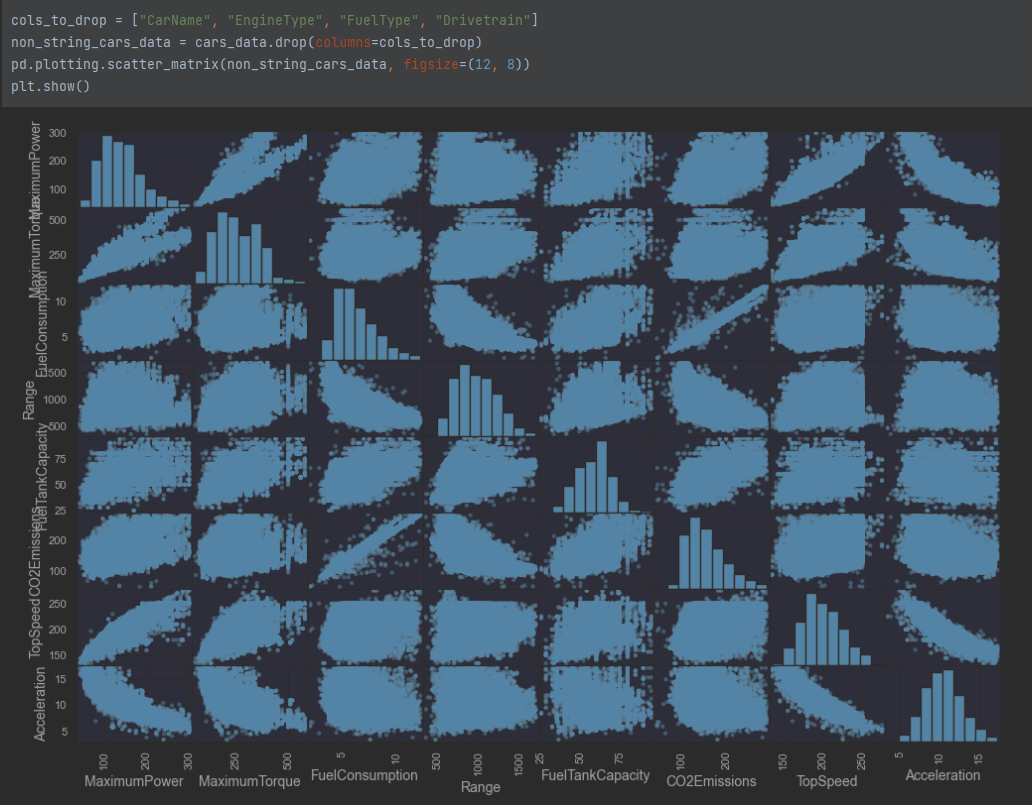 cols_to_drop = ["CarName", "EngineType", "FuelType", "Drivetrain"]
non_string_cars_data = cars_data.drop(columns=cols_to_drop)
pd.plotting.scatter_matrix(non_string_cars_data, figsize=(12, 8))
plt.show()
MaximumPower
300
200
100
MaximumTorque
500
250
FuelConsumption
10
5
Range
1500
1000
500
FuelTankCapacity
75
50
25
CO2Emissions
200
100
TopSpeed
250
200
150
Acceleration
15
10
5
100 200 300
MaximumPower
250 500
MaximumTorque
5 10
FuelConsumption
500 1000 1500
Range
25 50 75
FuelTankCapacity
100 200
CO2Emissions
150 200 250
TopSpeed
5 10 15
Acceleration